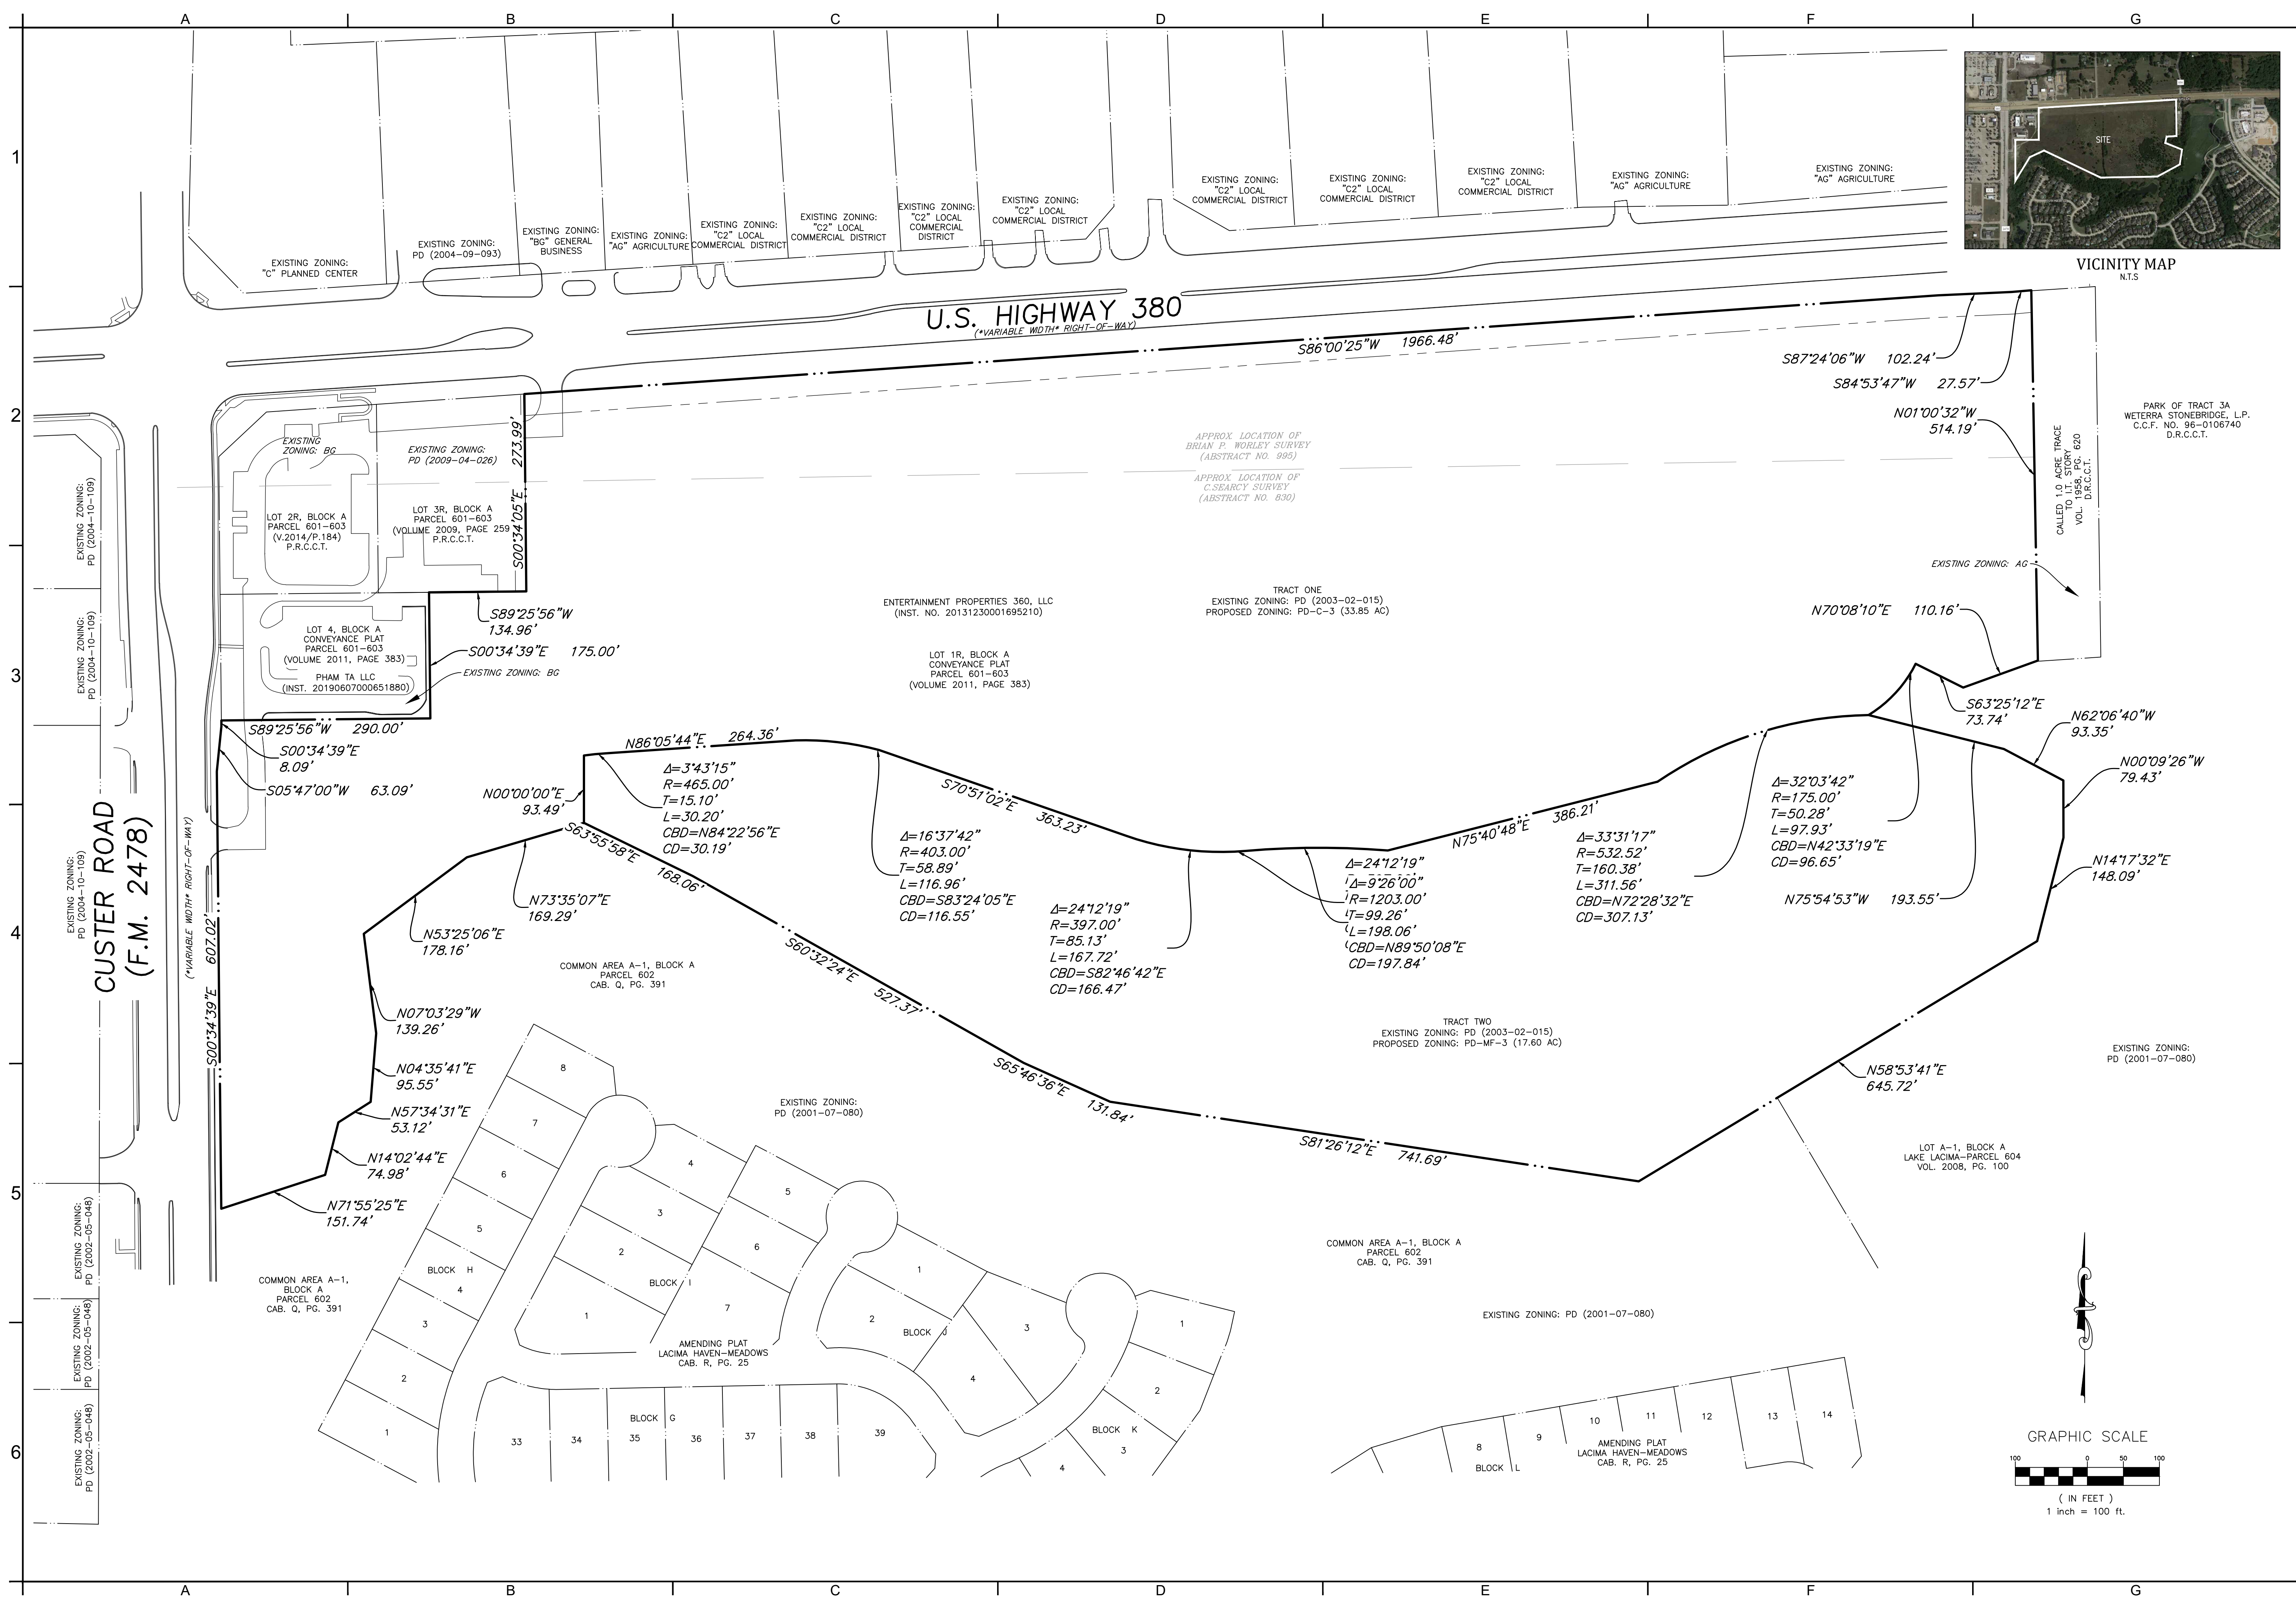 A
B
C
D
E
F
G
1
2
3
4
5
6
SITE
VICINITY MAP
N.T.S
EXISTING ZONING:
"C" PLANNED CENTER
EXISTING ZONING:
PD (2004-09-093)
EXISTING ZONING:
"BG" GENERAL
BUSINESS
EXISTING ZONING:
"AG" AGRICULTURE
EXISTING ZONING:
"C2" LOCAL
COMMERCIAL DISTRICT
EXISTING ZONING:
"C2" LOCAL
COMMERCIAL DISTRICT
EXISTING ZONING:
"C2" LOCAL
COMMERCIAL
DISTRICT
EXISTING ZONING:
"C2" LOCAL
COMMERCIAL DISTRICT
EXISTING ZONING:
"C2" LOCAL
COMMERCIAL DISTRICT
EXISTING ZONING:
"C2" LOCAL
COMMERCIAL DISTRICT
EXISTING ZONING:
"C2" LOCAL
COMMERCIAL DISTRICT
EXISTING ZONING:
"AG" AGRICULTURE
EXISTING ZONING:
"AG" AGRICULTURE
U.S. HIGHWAY 380
(*VARIABLE WIDTH* RIGHT-OF-WAY)
S86°00'25"W 1966.48'
S87°24'06"W 102.24'
S84°53'47"W 27.57'
N01°00'32"W
514.19'
CALLED 1.0 ACRE TRACE
TO I.T. STORY
VOL. 1958, PG. 620
D.R.C.C.T.
PARK OF TRACT 3A
WETERRA STONEBRIDGE, L.P.
C.C.F. NO. 96-0106740
D.R.C.C.T.
EXISTING
ZONING: BG
EXISTING ZONING:
PD (2009-04-026)
S00°34'05"E 273.99'
APPROX. LOCATION OF
BRIAN P. WORLEY SURVEY
(ABSTRACT NO. 995)
APPROX. LOCATION OF
C.SEARCY SURVEY
(ABSTRACT NO. 630)
EXISTING ZONING:
PD (2004-10-109)
LOT 2R, BLOCK A
PARCEL 601-603
(V.2014/P.184)
P.R.C.C.T.
LOT 3R, BLOCK A
PARCEL 601-603
(VOLUME 2009, PAGE 259
P.R.C.C.T.
EXISTING ZONING: AG
S89°25'56"W
134.96'
ENTERTAINMENT PROPERTIES 360, LLC
(INST. NO. 20131230001695210)
TRACT ONE
EXISTING ZONING: PD (2003-02-015)
PROPOSED ZONING: PD-C-3 (33.85 AC)
N70°08'10"E 110.16'
EXISTING ZONING:
PD (2004-10-109)
LOT 4, BLOCK A
CONVEYANCE PLAT
PARCEL 601-603
(VOLUME 2011, PAGE 383)
PHAM TA LLC
(INST. 20190607000651880)
S00°34'39"E 175.00'
EXISTING ZONING: BG
LOT 1R, BLOCK A
CONVEYANCE PLAT
PARCEL 601-603
(VOLUME 2011, PAGE 383)
S63°25'12"E
73.74'
N62°06'40"W
93.35'
S89°25'56"W 290.00'
S00°34'39"E
8.09'
S05°47'00"W 63.09'
N86°05'44"E 264.36'
N00°09'26"W
79.43'
N00°00'00"E
93.49'
Δ=3°43'15"
R=465.00'
T=15.10'
L=30.20'
CBD=N84°22'56"E
CD=30.19'
S70°51'02"E 363.23'
Δ=16°37'42"
R=403.00'
T=58.89'
L=116.96'
CBD=S83°24'05"E
CD=116.55'
N75°40'48"E 386.21'
Δ=32°03'42"
R=175.00'
T=50.28'
L=97.93'
CBD=N42°33'19"E
CD=96.65'
N75°54'53"W 193.55'
Δ=33°31'17"
R=532.52'
T=160.38'
L=311.56'
CBD=N72°28'32"E
CD=307.13'
Δ=24°12'19"
Δ=9°26'00"
R=1203.00'
T=99.26'
L=198.06'
CBD=N89°50'08"E
CD=197.84'
Δ=24°12'19"
R=397.00'
T=85.13'
L=167.72'
CBD=S82°46'42"E
CD=166.47'
N14°17'32"E
148.09'
EXISTING ZONING:
PD (2004-10-109)
CUSTER ROAD
(F.M. 2478)
(*VARIABLE WIDTH* RIGHT-OF-WAY)
S00°34'39"E 607.02'
S63°55'58"E 168.06'
N73°35'07"E
169.29'
N53°25'06"E
178.16'
S60°32'24"E 527.37'
COMMON AREA A-1, BLOCK A
PARCEL 602
CAB. Q, PG. 391
N07°03'29"W
139.26'
TRACT TWO
EXISTING ZONING: PD (2003-02-015)
PROPOSED ZONING: PD-MF-3 (17.60 AC)
EXISTING ZONING:
PD (2001-07-080)
N04°35'41"E
95.55'
S65°46'36"E 131.84'
N58°53'41"E
645.72'
EXISTING ZONING:
PD (2001-07-080)
N57°34'31"E
53.12'
S81°26'12"E 741.69'
N14°02'44"E
74.98'
LOT A-1, BLOCK A
LAKE LACIMA-PARCEL 604
VOL. 2008, PG. 100
N71°55'25"E
151.74'
EXISTING ZONING:
PD (2002-05-048)
EXISTING ZONING:
PD (2002-05-048)
EXISTING ZONING:
PD (2002-05-048)
COMMON AREA A-1,
BLOCK A
PARCEL 602
CAB. Q, PG. 391
COMMON AREA A-1, BLOCK A
PARCEL 602
CAB. Q, PG. 391
EXISTING ZONING: PD (2001-07-080)
8
7
6
5
BLOCK H
4
3
2
1
4
3
2
BLOCK I
1
5
6
7
AMENDING PLAT
LACIMA HAVEN-MEADOWS
CAB. R, PG. 25
1
2
BLOCK J
3
4
1
2
BLOCK K
3
4
33
34
BLOCK G
35
36
37
38
39
8
BLOCK L
9
10
11
12
13
14
AMENDING PLAT
LACIMA HAVEN-MEADOWS
CAB. R, PG. 25
GRAPHIC SCALE
100 0 50 100
( IN FEET )
1 inch = 100 ft.
A
B
C
D
E
F
G